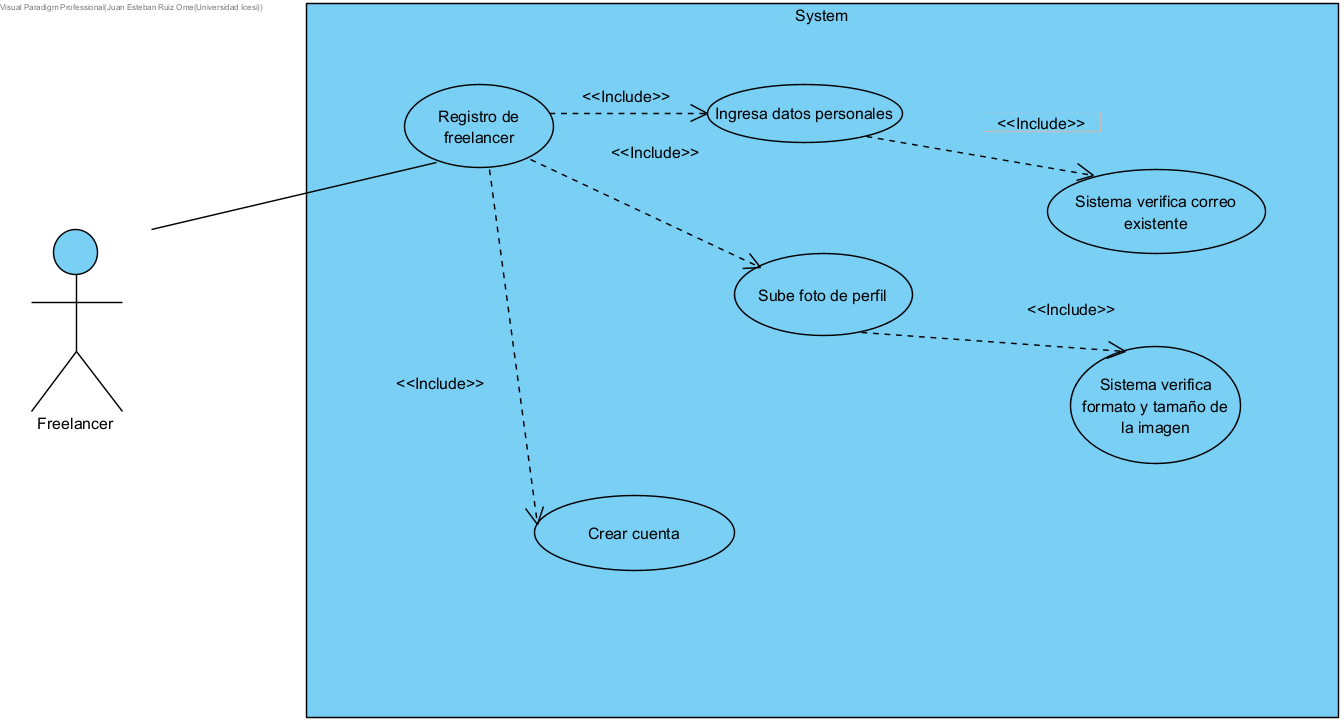 Visual Paradigm Professional(Juan Esteban Ruiz Ome(Universidad Icesi))
System
<<Include>>
Registro de
freelancer
Ingresa datos personales
<<Include>>
<<Include>>
Sistema verifica correo
existente
Sube foto de perfil
<<Include>>
<<Include>>
Sistema verifica
formato y tamaño de
la imagen
Freelancer
Crear cuenta